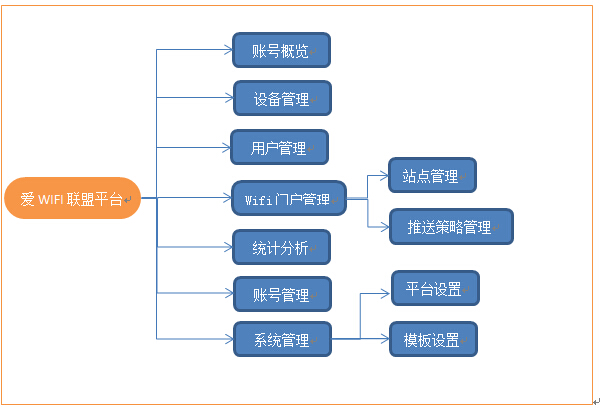 爱 WIFI 联盟平台
账号概览
设备管理
用户管理
Wifi门户管理
站点管理
推送策略管理
统计分析
账号管理
系统管理
平台设置
模板设置